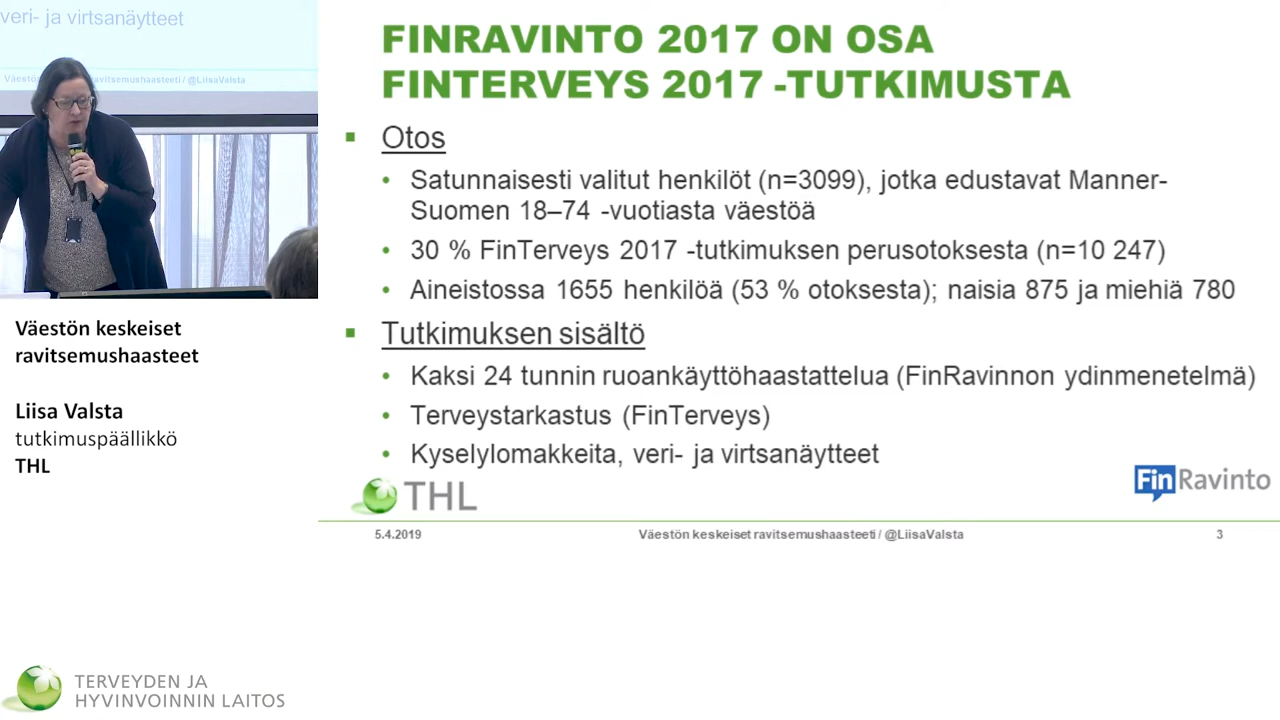 veri- ja virtsanäytteet
Väestön ravitsemushaasteeti / @LiisaValsta
Väestön keskeiset
ravitsemushaasteet
Liisa Valsta
tutkimuspäällikkö
THL
TERVEYDEN JA
HYVINVOINNIN LAITOS
FINRAVINTO 2017 ON OSA
FINTERVEYS 2017 -TUTKIMUSTA
▪ Otos
• Satunnaisesti valitut henkilöt (n=3099), jotka edustavat Manner-
Suomen 18–74 -vuotiasta väestöä
• 30 % FinTerveys 2017 -tutkimuksen perusotoksesta (n=10 247)
• Aineistossa 1655 henkilöä (53 % otoksesta); naisia 875 ja miehiä 780
▪ Tutkimuksen sisältö
• Kaksi 24 tunnin ruoankäyttöhaastattelua (FinRavinnon ydinmenetelmä)
• Terveystarkastus (FinTerveys)
• Kyselylomakkeita, veri- ja virtsanäytteet
THL
FinRavinto
5.4.2019 Väestön keskeiset ravitsemushaasteeti / @LiisaValsta 3